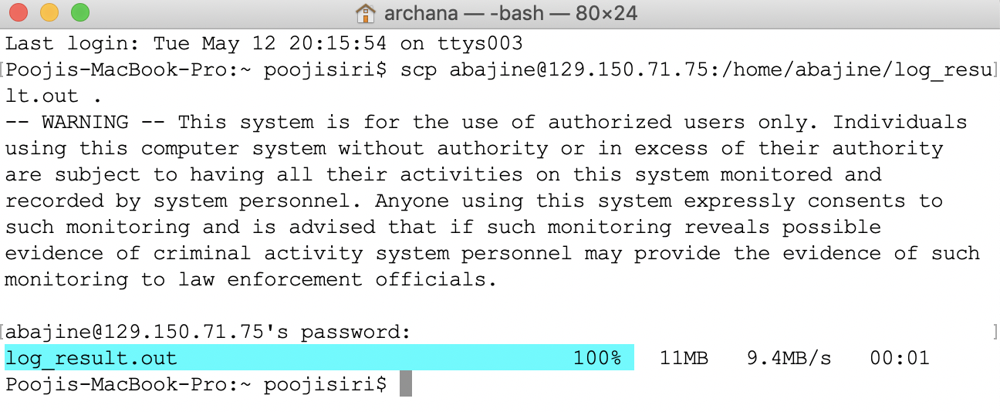 archana — -bash — 80×24
Last login: Tue May 12 20:15:54 on ttys003
[Poojis-MacBook-Pro:~ poojisiri$ scp abajine@129.150.71.75:/home/abajine/log_resu]
lt.out .
-- WARNING -- This system is for the use of authorized users only. Individuals
using this computer system without authority or in excess of their authority
are subject to having all their activities on this system monitored and
recorded by system personnel. Anyone using this system expressly consents to
such monitoring and is advised that if such monitoring reveals possible
evidence of criminal activity system personnel may provide the evidence of such
monitoring to law enforcement officials.
[abajine@129.150.71.75's password: ]
log_result.out 100% 11MB 9.4MB/s 00:01
Poojis-MacBook-Pro:~ poojisiri$